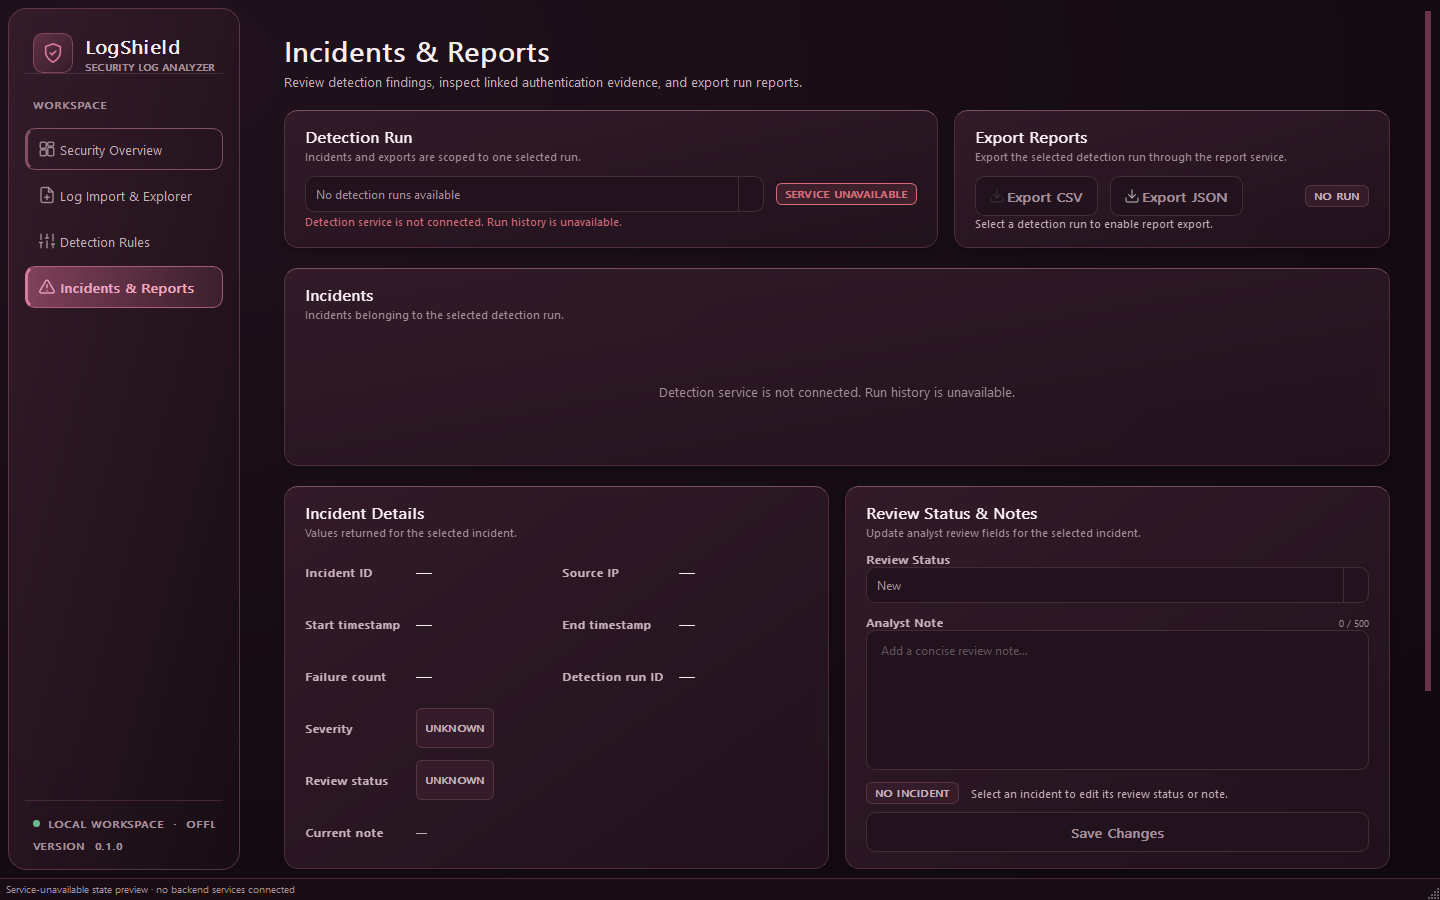 LogShield
SECURITY LOG ANALYZER
WORKSPACE
Security Overview
Log Import & Explorer
Detection Rules
Incidents & Reports
LOCAL WORKSPACE · OFFL
VERSION 0.1.0
Incidents & Reports
Review detection findings, inspect linked authentication evidence, and export run reports.
Detection Run
Incidents and exports are scoped to one selected run.
No detection runs available
SERVICE UNAVAILABLE
Detection service is not connected. Run history is unavailable.
Export Reports
Export the selected detection run through the report service.
Export CSV
Export JSON
NO RUN
Select a detection run to enable report export.
Incidents
Incidents belonging to the selected detection run.
Detection service is not connected. Run history is unavailable.
Incident Details
Values returned for the selected incident.
Incident ID —
Source IP —
Start timestamp —
End timestamp —
Failure count —
Detection run ID —
Severity UNKNOWN
Review status UNKNOWN
Current note —
Review Status & Notes
Update analyst review fields for the selected incident.
Review Status
New
Analyst Note
0 / 500
Add a concise review note...
NO INCIDENT
Select an incident to edit its review status or note.
Save Changes
Service-unavailable state preview · no backend services connected